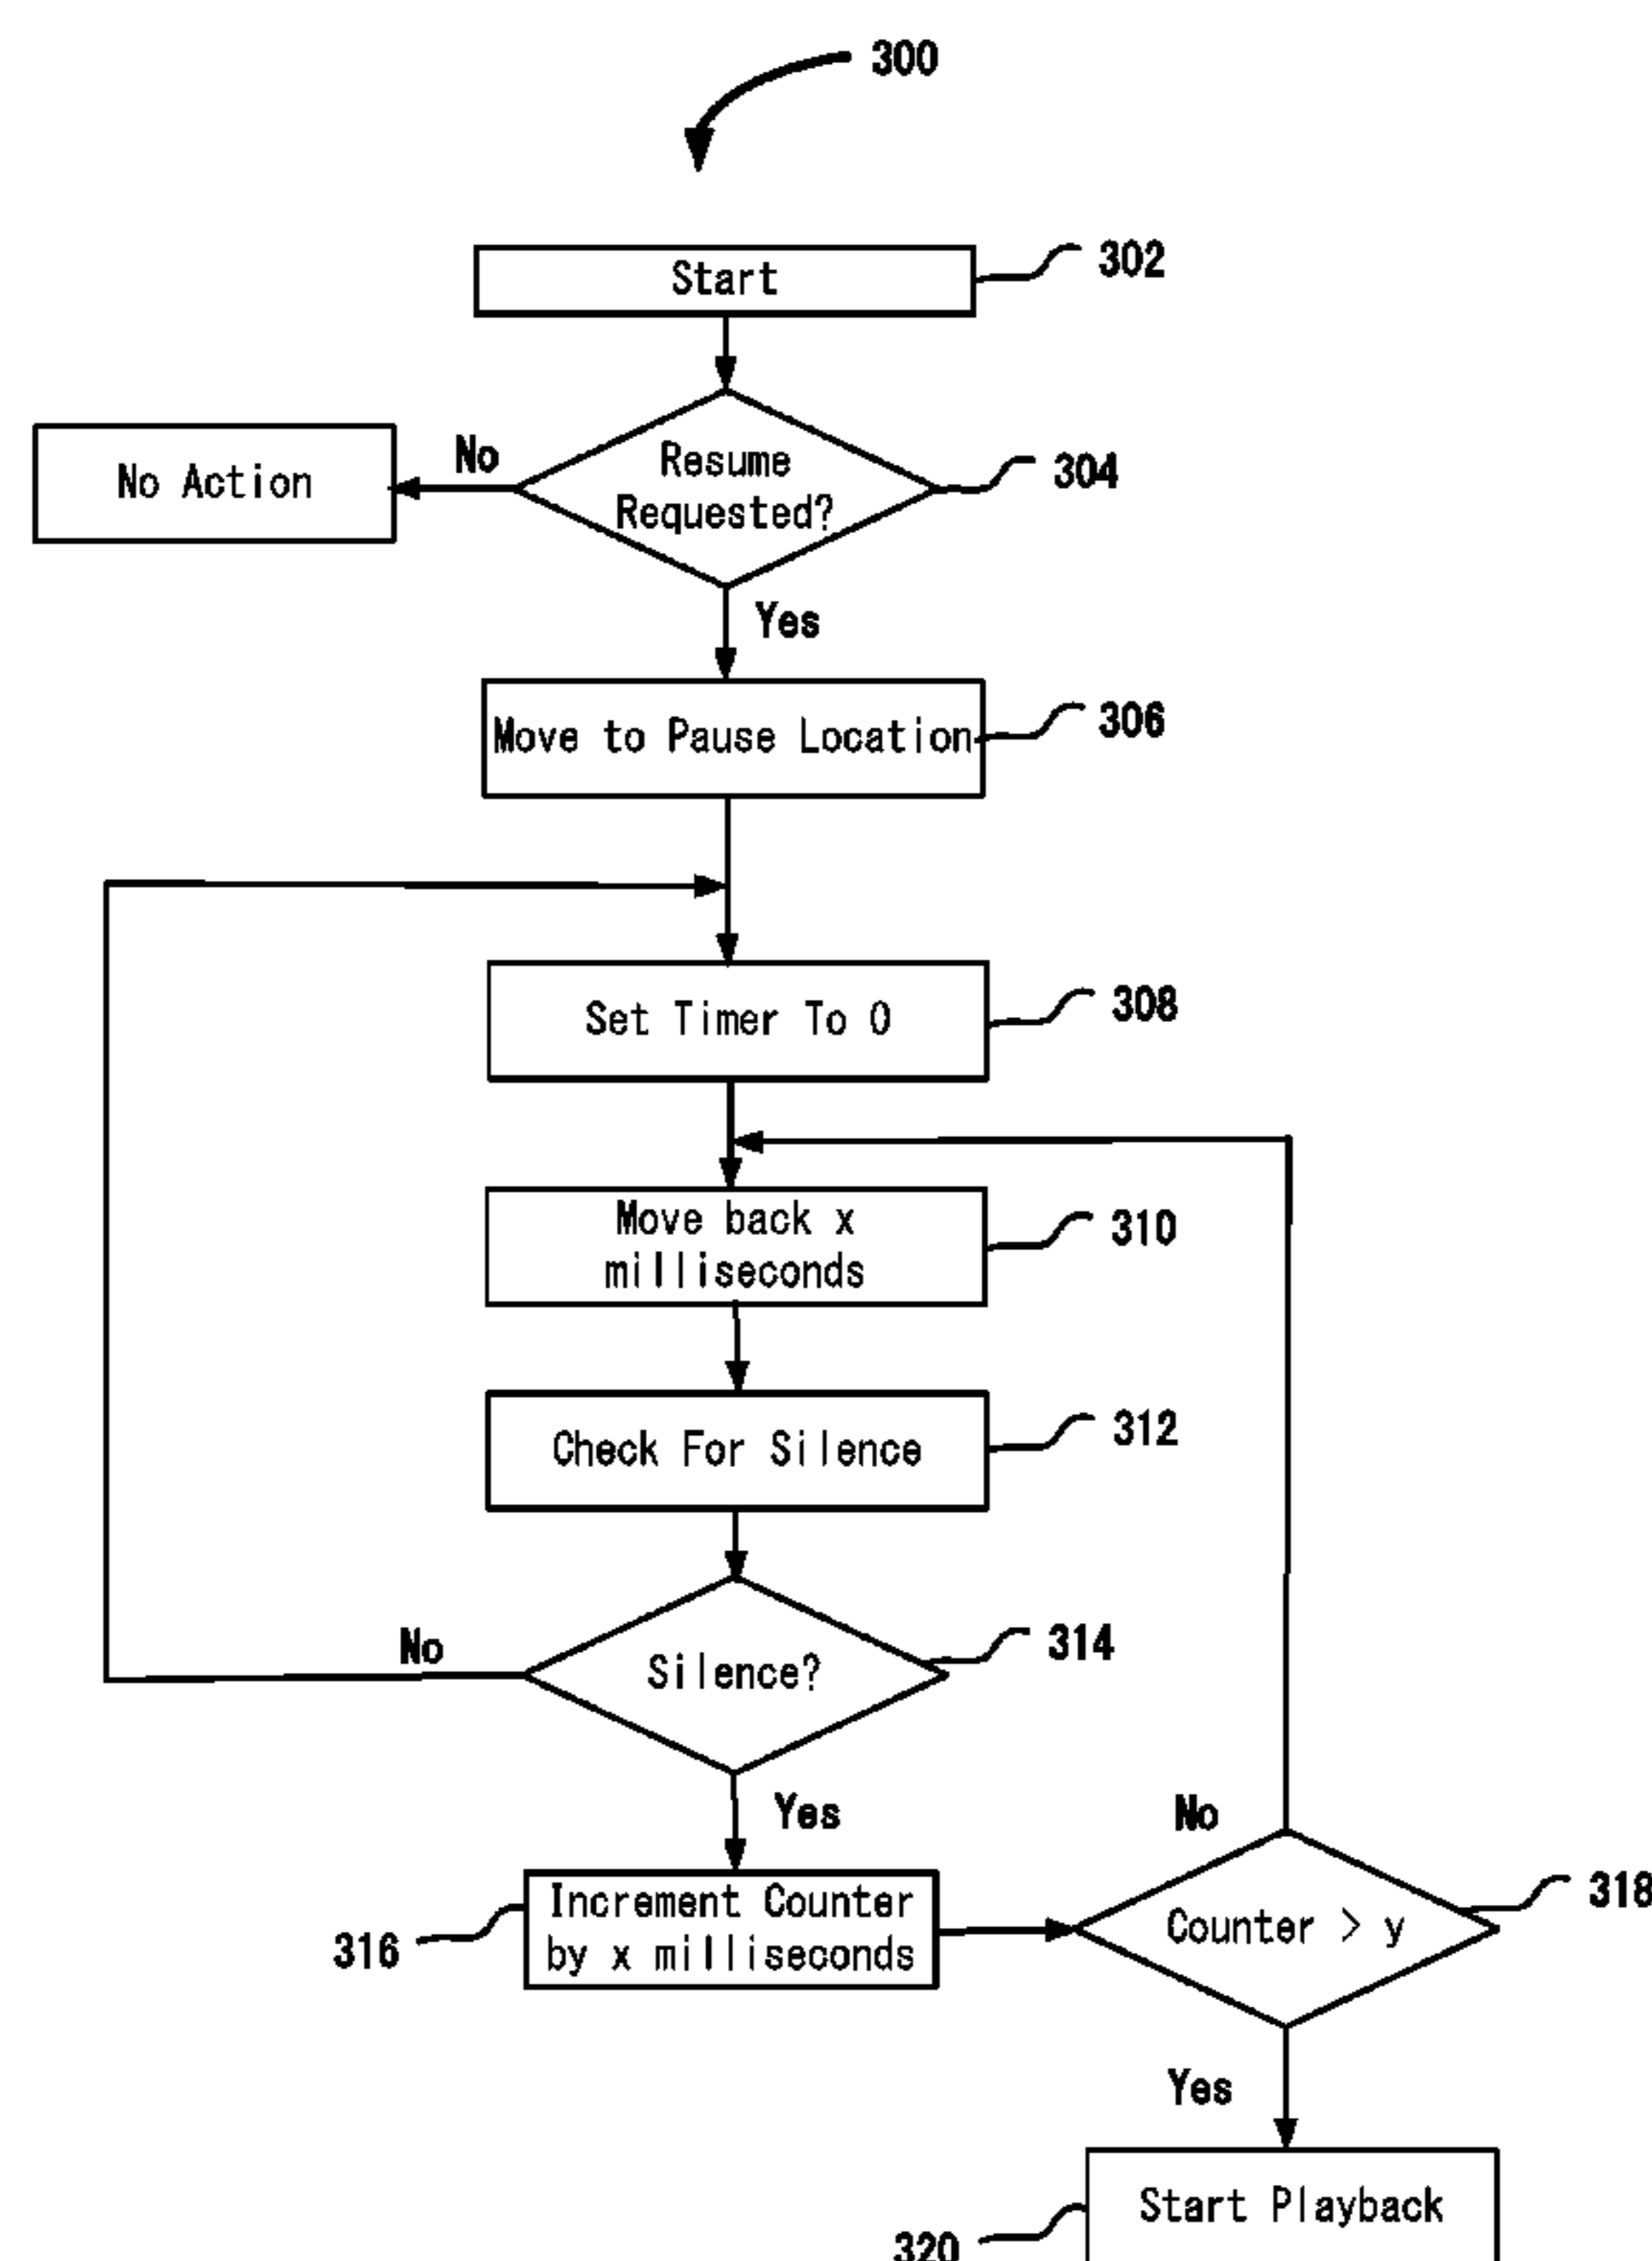 300
Start
302
No Action
No
Resume
Requested?
304
Yes
Move to Pause Location
306
Set Timer To 0
308
Move back x
milliseconds
310
Check For Silence
312
No
Silence?
314
Yes
Increment Counter
by x milliseconds
316
No
Counter > y
318
Yes
Start Playback
320